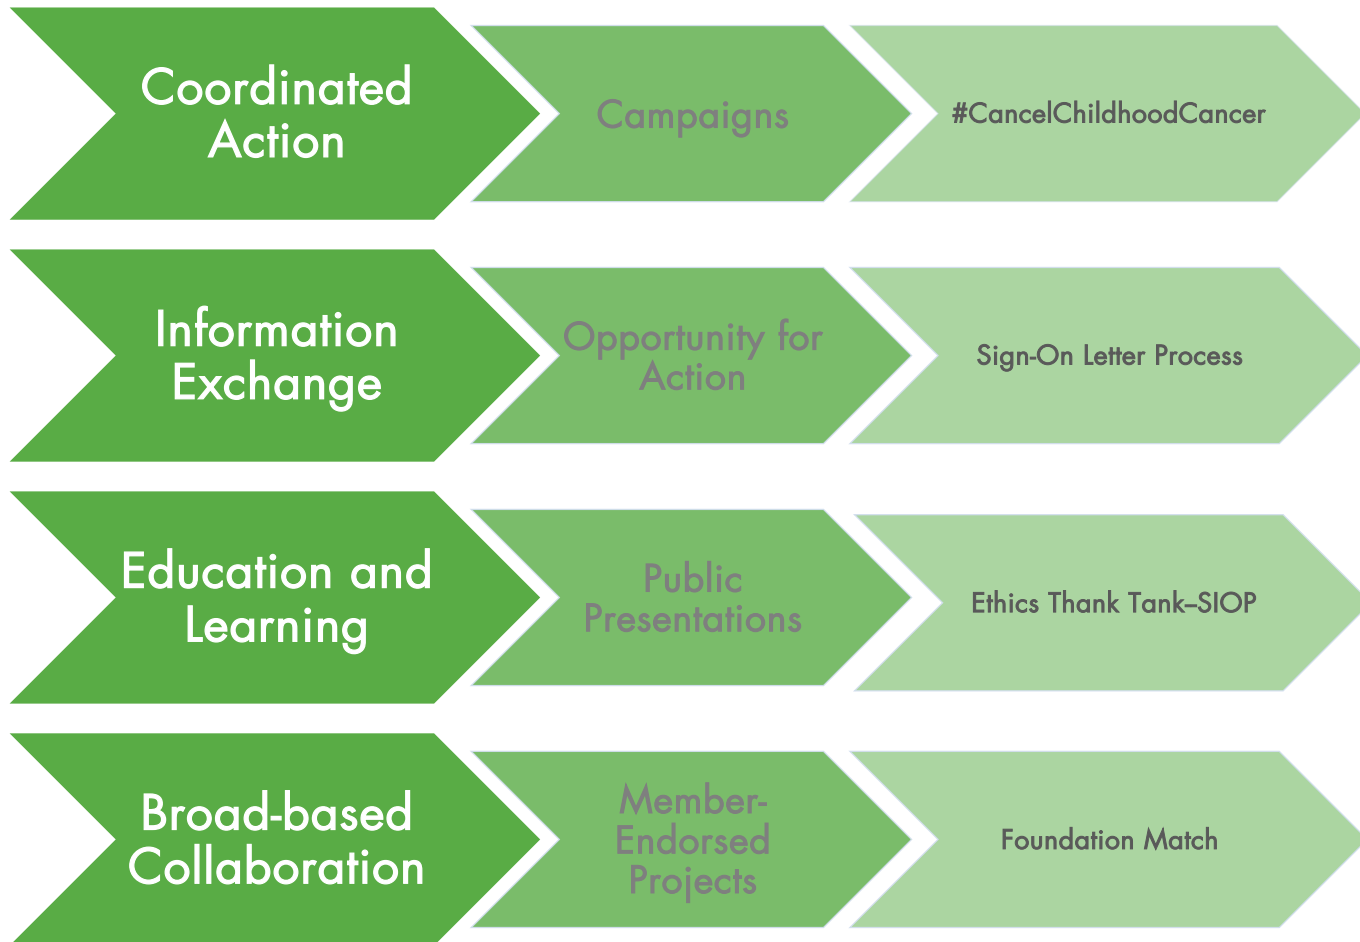 Coordinated
Action
Campaigns
#CancelChildhoodCancer
Information
Exchange
Opportunity for
Action
Sign-On Letter Process
Education and
Learning
Public
Presentations
Ethics Thank Tank–SIOP
Broad-based
Collaboration
Member-
Endorsed
Projects
Foundation Match